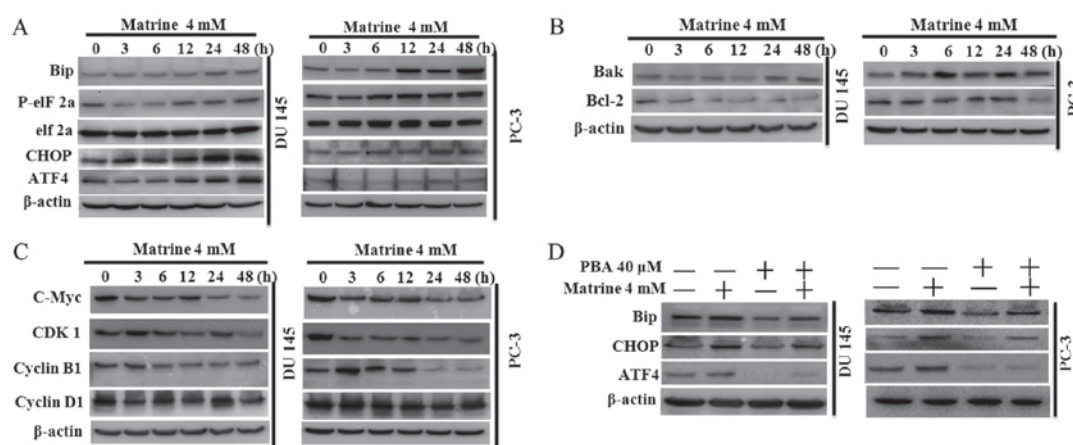 A
Matrine 4 mM
0 3 6 12 24 48 (h)
0 3 6 12 24 48 (h)
Bip
P-elF 2a
elf 2a
CHOP
ATF4
β-actin
DU 145
PC-3
B
Matrine 4 mM
Matrine 4 mM
0 3 6 12 24 48 (h)
0 3 6 12 24 48 (h)
Bak
Bcl-2
β-actin
DU 145
PC-3
C
Matrine 4 mM
Matrine 4 mM
0 3 6 12 24 48 (h)
0 3 6 12 24 48 (h)
C-Myc
CDK 1
Cyclin B1
Cyclin D1
β-actin
DU 145
PC-3
D
PBA 40 μM — — + + — — + +
Matrine 4 mM — + — + — + — +
Bip
CHOP
ATF4
β-actin
DU 145
PC-3